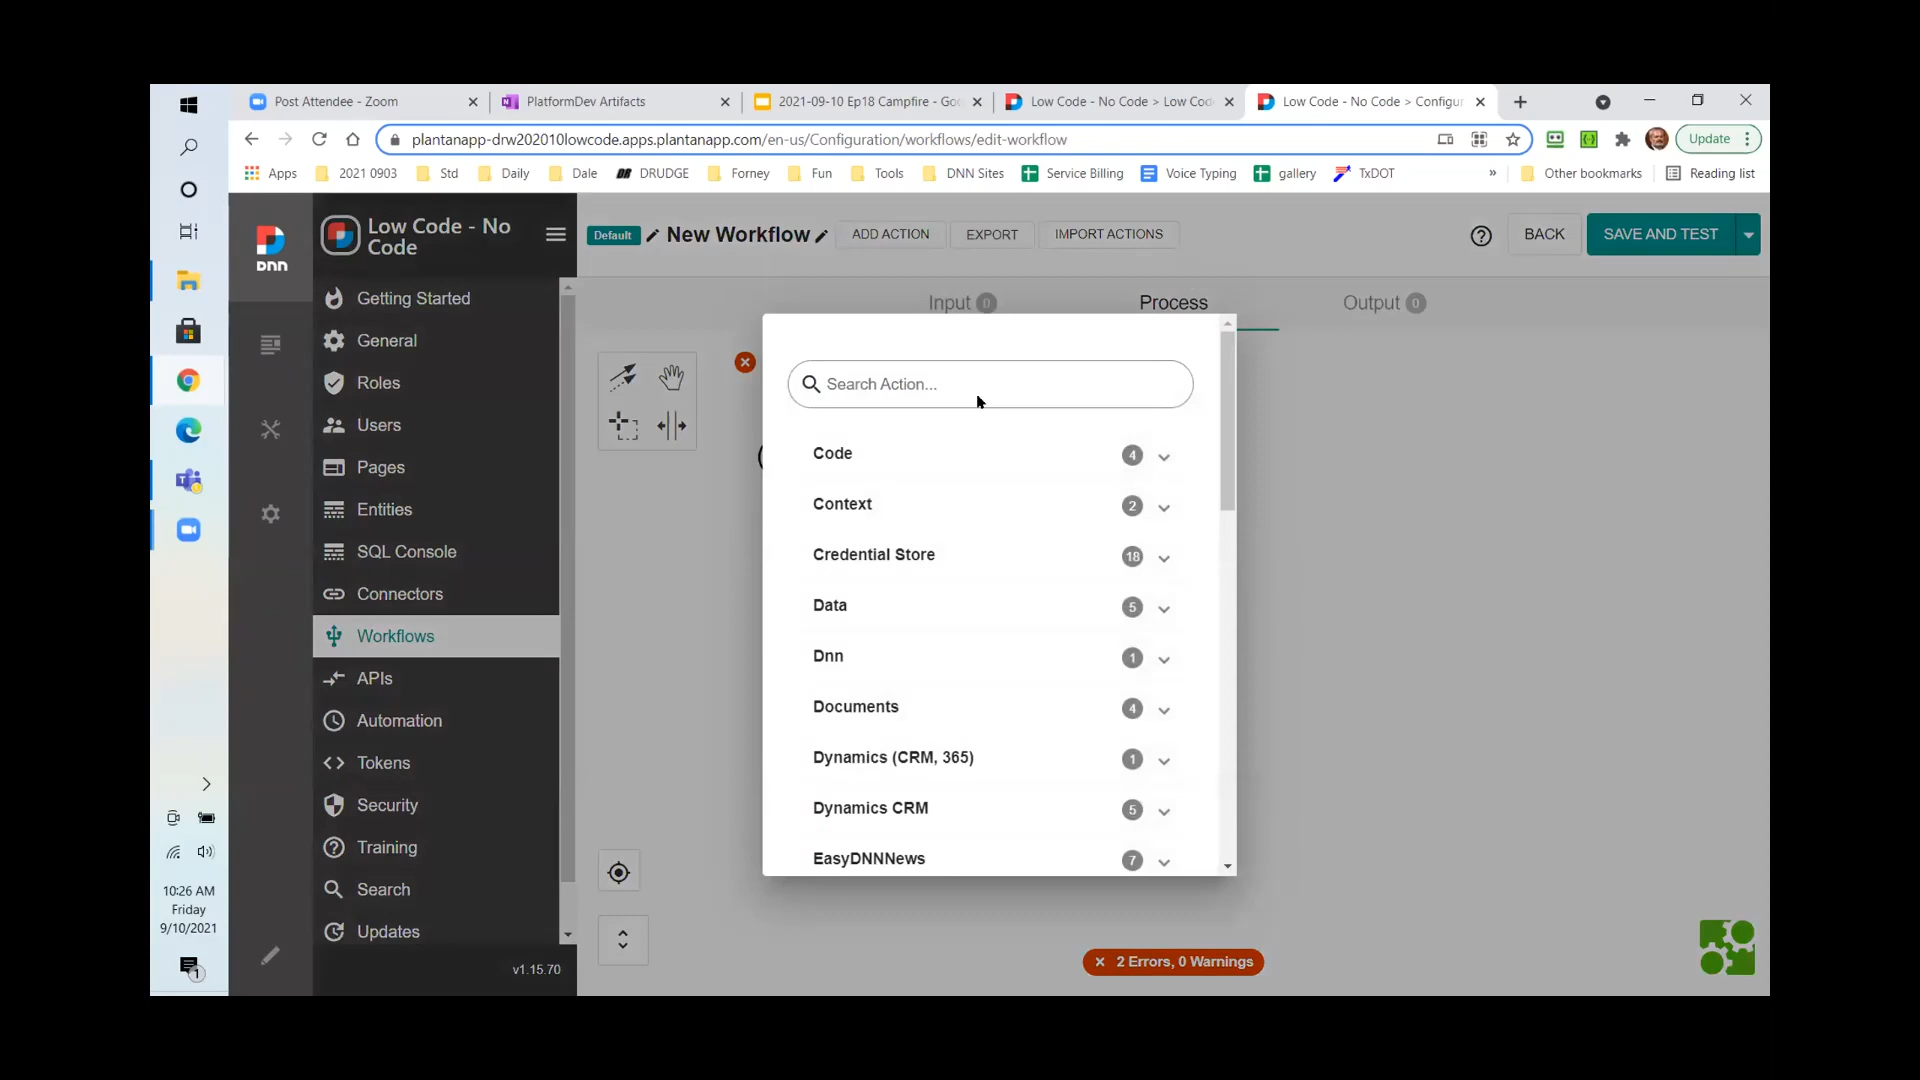 Post Attendee - Zoom
PlatformDev Artifacts
2021-09-10 Ep18 Campfire - Go
Low Code - No Code > Low Cod
Low Code - No Code > Configur
plantanapp-drw202010lowcode.apps.plantanapp.com/en-us/Configuration/workflows/edit-workflow
Update
Apps
2021 0903
Std
Daily
Dale
DRUDGE
Forney
Fun
Tools
DNN Sites
Service Billing
Voice Typing
gallery
TxDOT
»
Other bookmarks
Reading list
Dnn
Low Code - No
Code
Default
New Workflow
ADD ACTION
EXPORT
IMPORT ACTIONS
BACK
SAVE AND TEST
Getting Started
General
Roles
Users
Pages
Entities
SQL Console
Connectors
Workflows
APIs
Automation
Tokens
Security
Training
Search
Updates
v1.15.70
Input 0
Process
Output 0
Search Action...
Code 4
Context 2
Credential Store 18
Data 5
Dnn 1
Documents 4
Dynamics (CRM, 365) 1
Dynamics CRM 5
EasyDNNNews 7
2 Errors, 0 Warnings
10:26 AM
Friday
9/10/2021
1